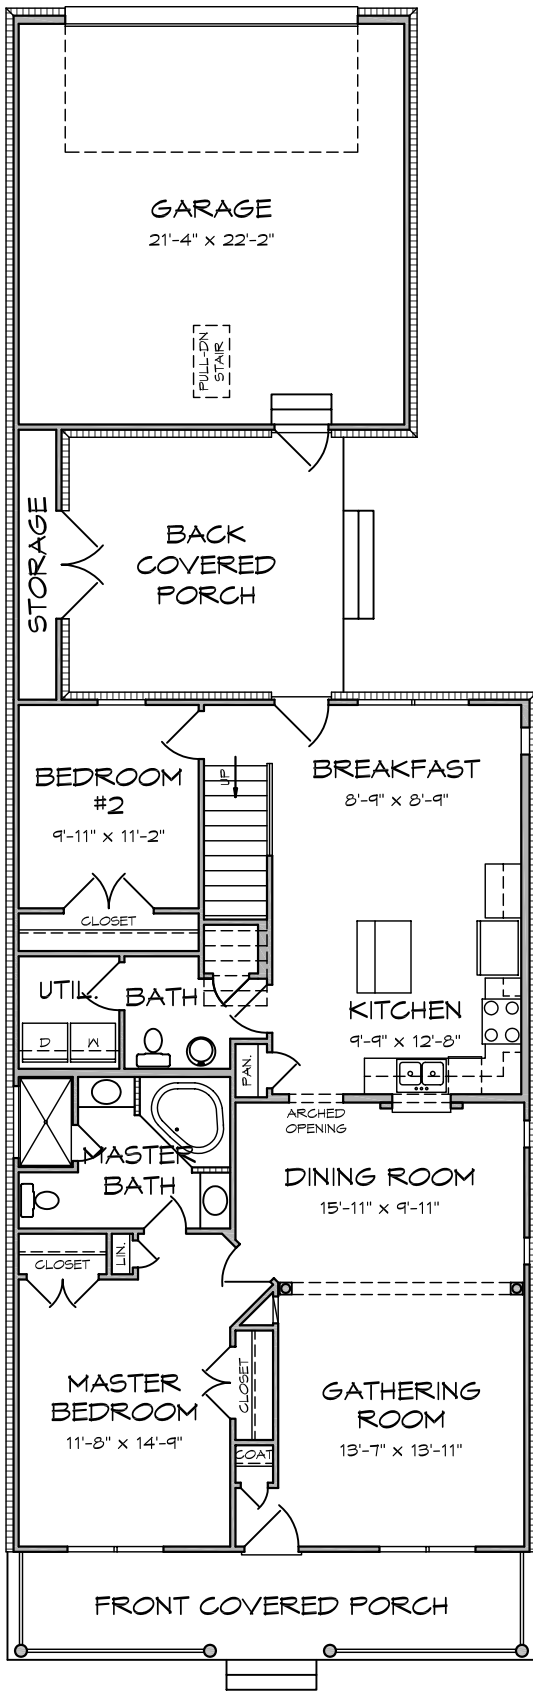 GARAGE
21'-4" x 22'-2"
PULL-DN
STAIR
STORAGE
BACK
COVERED
PORCH
BEDROOM
#2
9'-11" x 11'-2"
UP
BREAKFAST
8'-9" x 8'-9"
CLOSET
UTIL.
BATH
D
W
KITCHEN
9'-9" x 12'-8"
PAN.
ARCHED
OPENING
MASTER
BATH
DINING ROOM
15'-11" x 9'-11"
CLOSET
LIN.
MASTER
BEDROOM
11'-8" x 14'-9"
CLOSET
GATHERING
ROOM
13'-7" x 13'-11"
COAT
FRONT COVERED PORCH